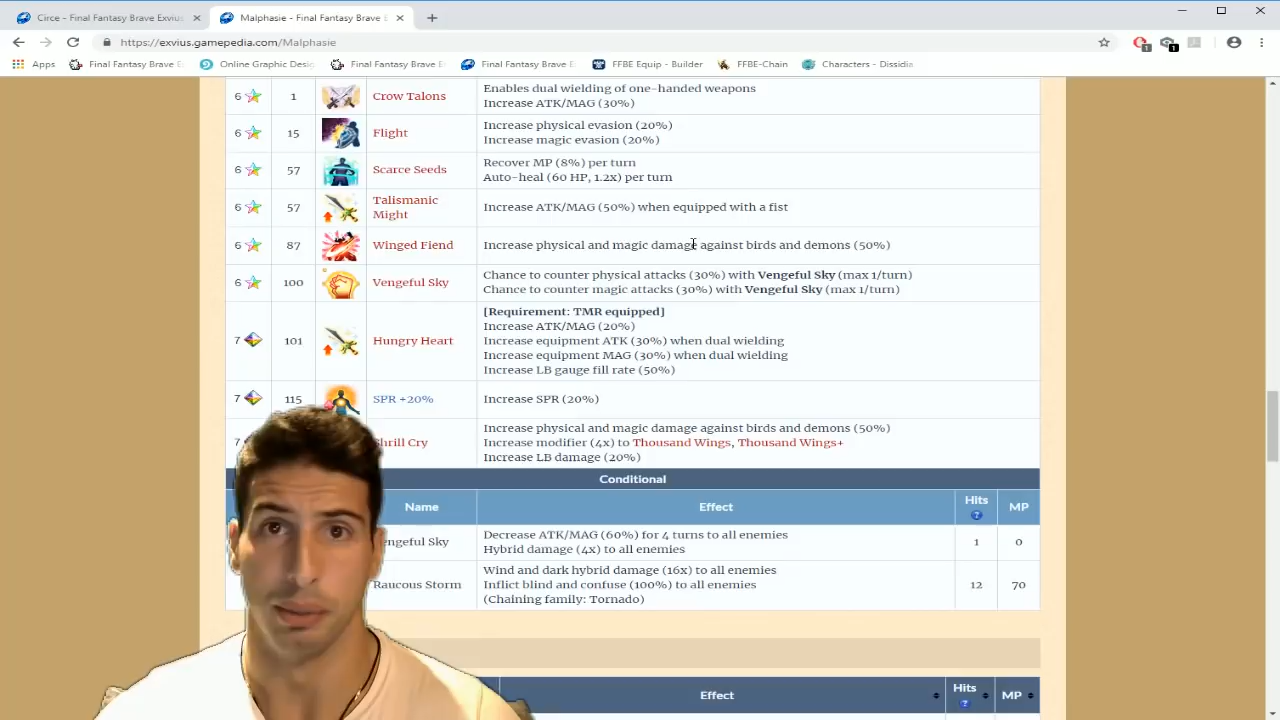 Circe – Final Fantasy Brave Exvius
Malphasie - Final Fantasy Brave E
https://exvius.gamepedia.com/Malphasie
1
1
Apps
Final Fantasy Brave E
Online Graphic Desig
Final Fantasy Brave E
Final Fantasy Brave E
FFBE Equip - Builder
FFBE-Chain
Characters - Dissidia
6 1 Crow Talons
Enables dual wielding of one-handed weapons
Increase ATK/MAG (30%)
6 15 Flight
Increase physical evasion (20%)
Increase magic evasion (20%)
6 57 Scarce Seeds
Recover MP (8%) per turn
Auto-heal (60 HP, 1.2x) per turn
6 57 Talismanic
Might
Increase ATK/MAG (50%) when equipped with a fist
6 87 Winged Fiend
Increase physical and magic damage against birds and demons (50%)
6 100 Vengeful Sky
Chance to counter physical attacks (30%) with Vengeful Sky (max 1/turn)
Chance to counter magic attacks (30%) with Vengeful Sky (max 1/turn)
7 101 Hungry Heart
[Requirement: TMR equipped]
Increase ATK/MAG (20%)
Increase equipment ATK (30%) when dual wielding
Increase equipment MAG (30%) when dual wielding
Increase LB gauge fill rate (50%)
7 115 SPR +20%
Increase SPR (20%)
7 Shrill Cry
Increase physical and magic damage against birds and demons (50%)
Increase modifier (4x) to Thousand Wings, Thousand Wings+
Increase LB damage (20%)
Conditional
Name Effect Hits MP
?
Vengeful Sky
Decrease ATK/MAG (60%) for 4 turns to all enemies
Hybrid damage (4x) to all enemies
1 0
Raucous Storm
Wind and dark hybrid damage (16x) to all enemies
Inflict blind and confuse (100%) to all enemies
(Chaining family: Tornado)
12 70
Effect Hits MP
?